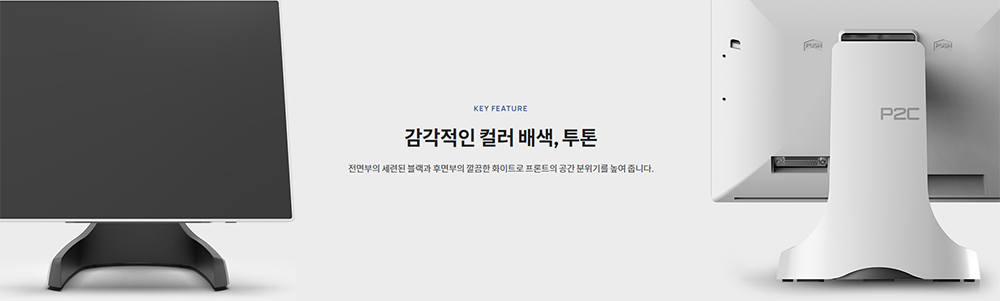 KEY FEATURE
감각적인 컬러 배색, 투톤
전면부의 세련된 블랙과 후면부의 깔끔한 화이트로 프론트의 공간 분위기를 높여 줍니다.
PUSH
PUSH
P2C